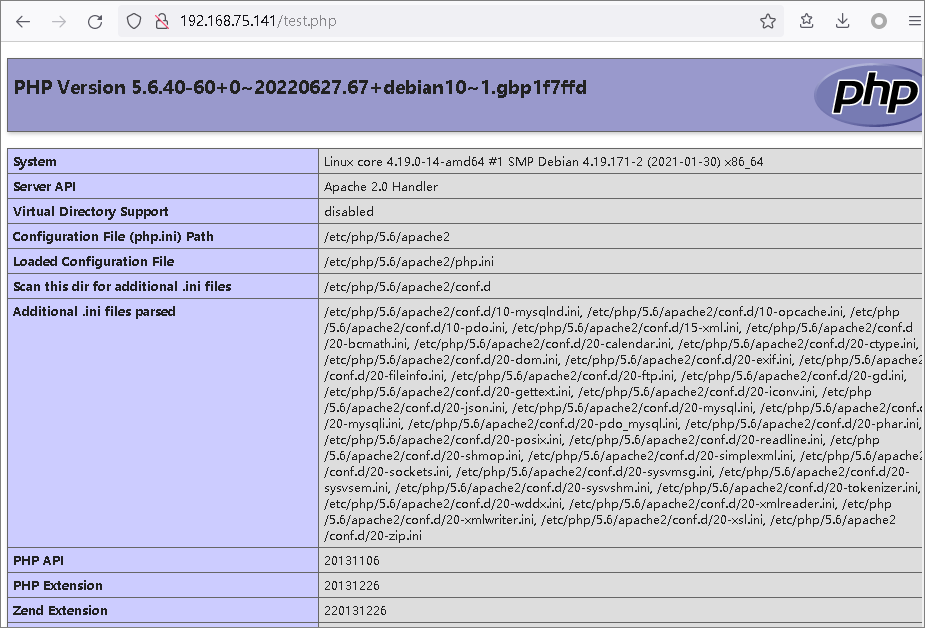 192.168.75.141/test.php
PHP Version 5.6.40-60+0~20220627.67+debian10~1.gbp1f7ffd
php
System Linux core 4.19.0-14-amd64 #1 SMP Debian 4.19.171-2 (2021-01-30) x86_64
Server API Apache 2.0 Handler
Virtual Directory Support disabled
Configuration File (php.ini) Path /etc/php/5.6/apache2
Loaded Configuration File /etc/php/5.6/apache2/php.ini
Scan this dir for additional .ini files /etc/php/5.6/apache2/conf.d
Additional .ini files parsed /etc/php/5.6/apache2/conf.d/10-mysqlnd.ini, /etc/php/5.6/apache2/conf.d/10-opcache.ini, /etc/php
/5.6/apache2/conf.d/10-pdo.ini, /etc/php/5.6/apache2/conf.d/15-xml.ini, /etc/php/5.6/apache2/conf.d
/20-bcmath.ini, /etc/php/5.6/apache2/conf.d/20-calendar.ini, /etc/php/5.6/apache2/conf.d/20-ctype.ini,
/etc/php/5.6/apache2/conf.d/20-dom.ini, /etc/php/5.6/apache2/conf.d/20-exif.ini, /etc/php/5.6/apache2
/conf.d/20-fileinfo.ini, /etc/php/5.6/apache2/conf.d/20-ftp.ini, /etc/php/5.6/apache2/conf.d/20-gd.ini,
/etc/php/5.6/apache2/conf.d/20-gettext.ini, /etc/php/5.6/apache2/conf.d/20-iconv.ini, /etc/php
/5.6/apache2/conf.d/20-json.ini, /etc/php/5.6/apache2/conf.d/20-mysql.ini, /etc/php/5.6/apache2/conf.d
/20-mysqli.ini, /etc/php/5.6/apache2/conf.d/20-pdo_mysql.ini, /etc/php/5.6/apache2/conf.d/20-phar.ini,
/etc/php/5.6/apache2/conf.d/20-posix.ini, /etc/php/5.6/apache2/conf.d/20-readline.ini, /etc/php
/5.6/apache2/conf.d/20-shmop.ini, /etc/php/5.6/apache2/conf.d/20-simplexml.ini, /etc/php/5.6/apache2
/conf.d/20-sockets.ini, /etc/php/5.6/apache2/conf.d/20-sysvmsg.ini, /etc/php/5.6/apache2/conf.d/20-
sysvsem.ini, /etc/php/5.6/apache2/conf.d/20-sysvshm.ini, /etc/php/5.6/apache2/conf.d/20-tokenizer.ini,
/etc/php/5.6/apache2/conf.d/20-wddx.ini, /etc/php/5.6/apache2/conf.d/20-xmlreader.ini, /etc/php
/5.6/apache2/conf.d/20-xmlwriter.ini, /etc/php/5.6/apache2/conf.d/20-xsl.ini, /etc/php/5.6/apache2
/conf.d/20-zip.ini
PHP API 20131106
PHP Extension 20131226
Zend Extension 220131226